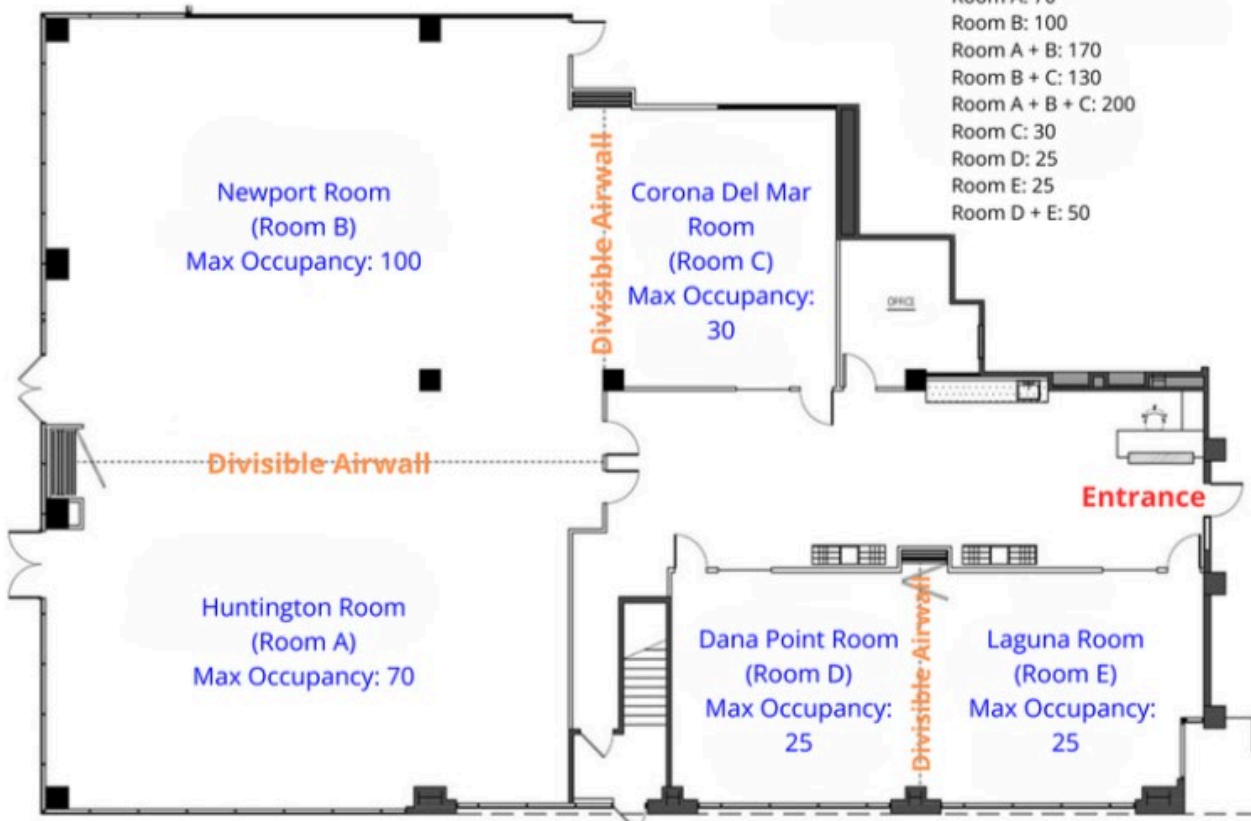 Room A: 70
Room B: 100
Room A + B: 170
Room B + C: 130
Room A + B + C: 200
Room C: 30
Room D: 25
Room E: 25
Room D + E: 50
Newport Room
(Room B)
Max Occupancy: 100
Divisible Airwall
Corona Del Mar
Room
(Room C)
Max Occupancy:
30
OFFICE
Divisible Airwall
Entrance
Huntington Room
(Room A)
Max Occupancy: 70
Dana Point Room
(Room D)
Max Occupancy:
25
Divisible Airwall
Laguna Room
(Room E)
Max Occupancy:
25